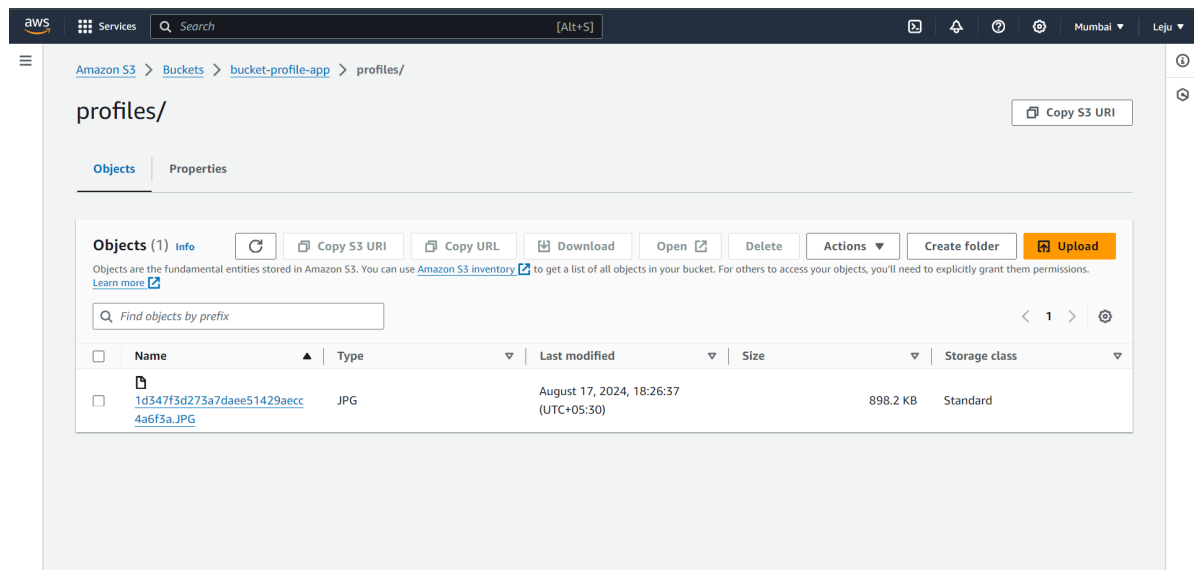 aws Services Search [Alt+S] Mumbai ▼ Leju ▼
Amazon S3 > Buckets > bucket-profile-app > profiles/
profiles/
Copy S3 URI
Objects Properties
Objects (1) Info Copy S3 URI Copy URL Download Open Delete Actions ▼ Create folder Upload
Objects are the fundamental entities stored in Amazon S3. You can use Amazon S3 inventory to get a list of all objects in your bucket. For others to access your objects, you'll need to explicitly grant them permissions.
Learn more
Find objects by prefix
< 1 >
Name ▲ Type Last modified Size Storage class
1d347f3d273a7daee51429aecc
4a6f3a.JPG
JPG
August 17, 2024, 18:26:37
(UTC+05:30)
898.2 KB
Standard